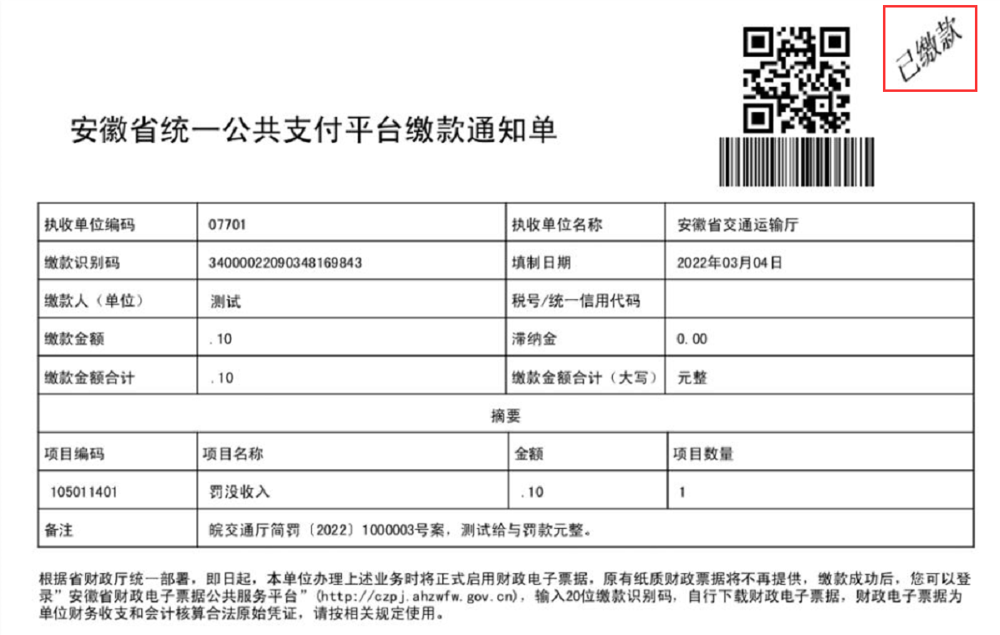 已缴款
安徽省统一公共支付平台缴款通知单
执收单位编码 07701 执收单位名称 安徽省交通运输厅
缴款识别码 34000022090348169843 填制日期 2022年03月04日
缴款人（单位） 测试 税号/统一信用代码
缴款金额 .10 滞纳金 0.00
缴款金额合计 .10 缴款金额合计（大写） 元整
摘要
项目编码 项目名称 金额 项目数量
105011401 罚没收入 .10 1
备注 皖交通厅简罚〔2022〕1000003号案，测试给与罚款元整。
根据省财政厅统一部署，即日起，本单位办理上述业务时将正式启用财政电子票据，原有纸质财政票据将不再提供，缴款成功后，您可以登
录”安徽省财政电子票据公共服务平台”(http://czpj.ahzwfw.gov.cn)，输入20位缴款识别码，自行下载财政电子票据，财政电子票据为
单位财务收支和会计核算合法原始凭证，请按相关规定使用。